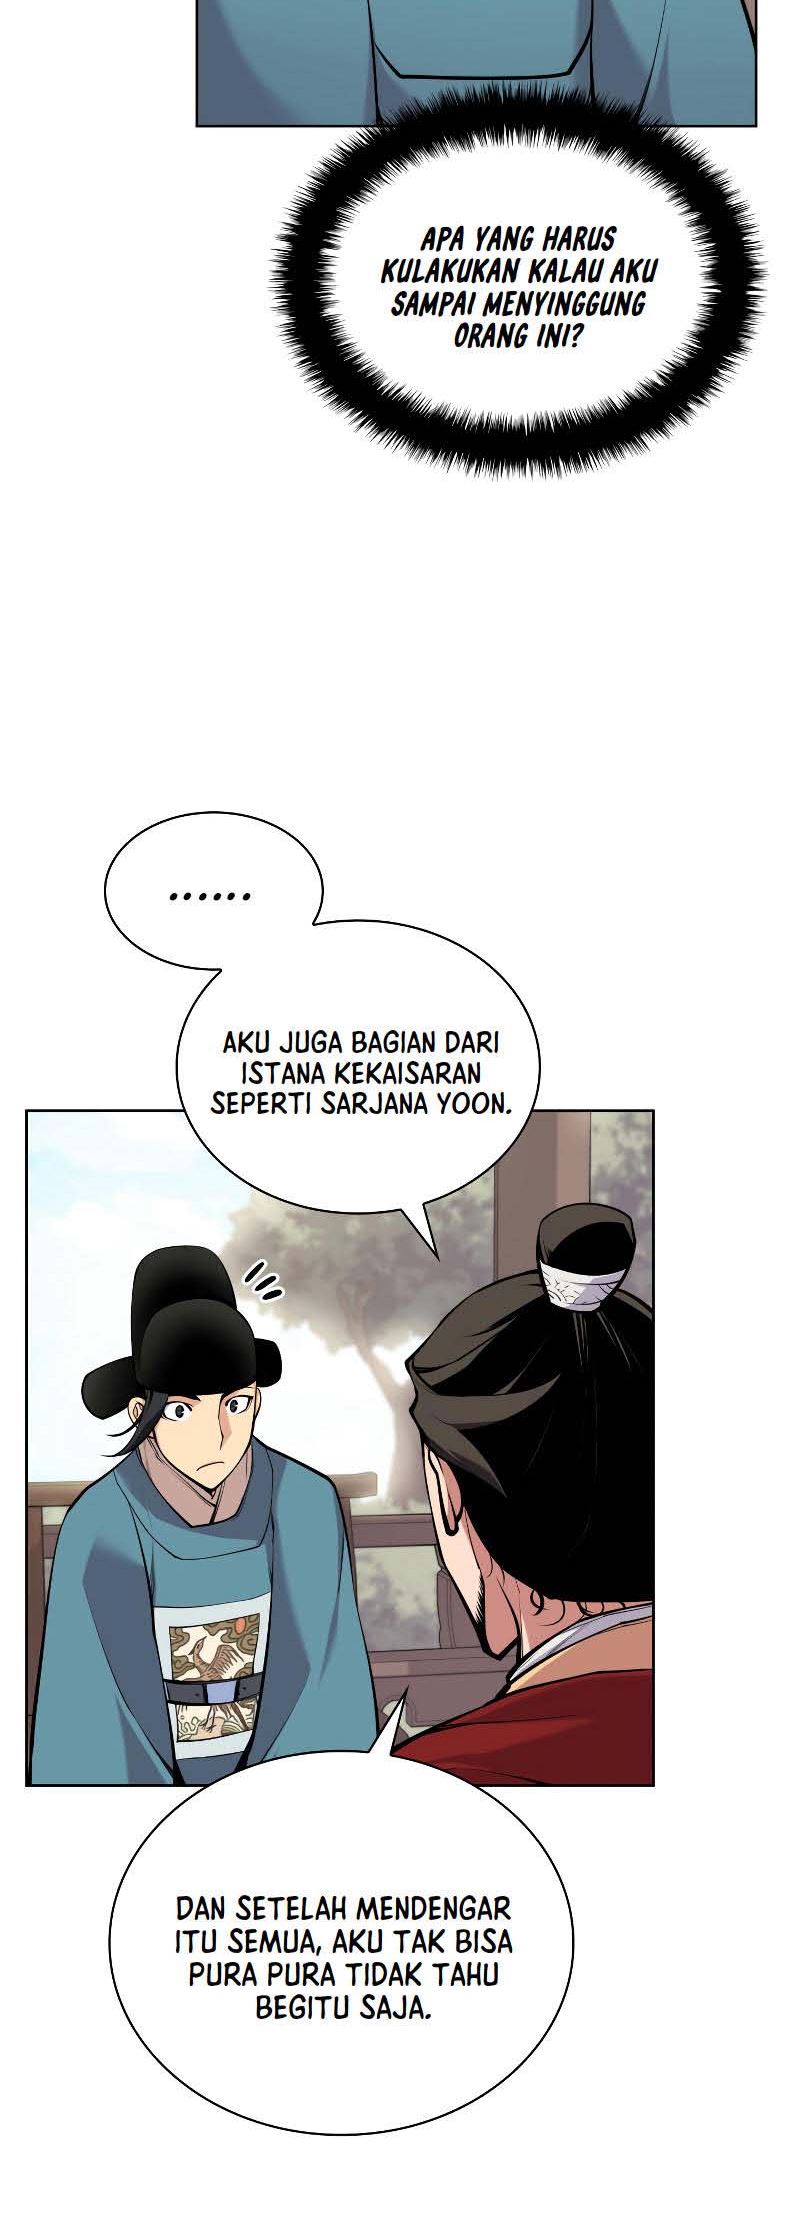 APA YANG HARUS
KULAKUKAN KALAU AKU
SAMPAI MENYINGGUNG
ORANG INI?
......
AKU JUGA BAGIAN DARI
ISTANA KEKAISARAN
SEPERTI SARJANA YOON.
DAN SETELAH MENDENGAR
ITU SEMUA, AKU TAK BISA
PURA PURA TIDAK TAHU
BEGITU SAJA.